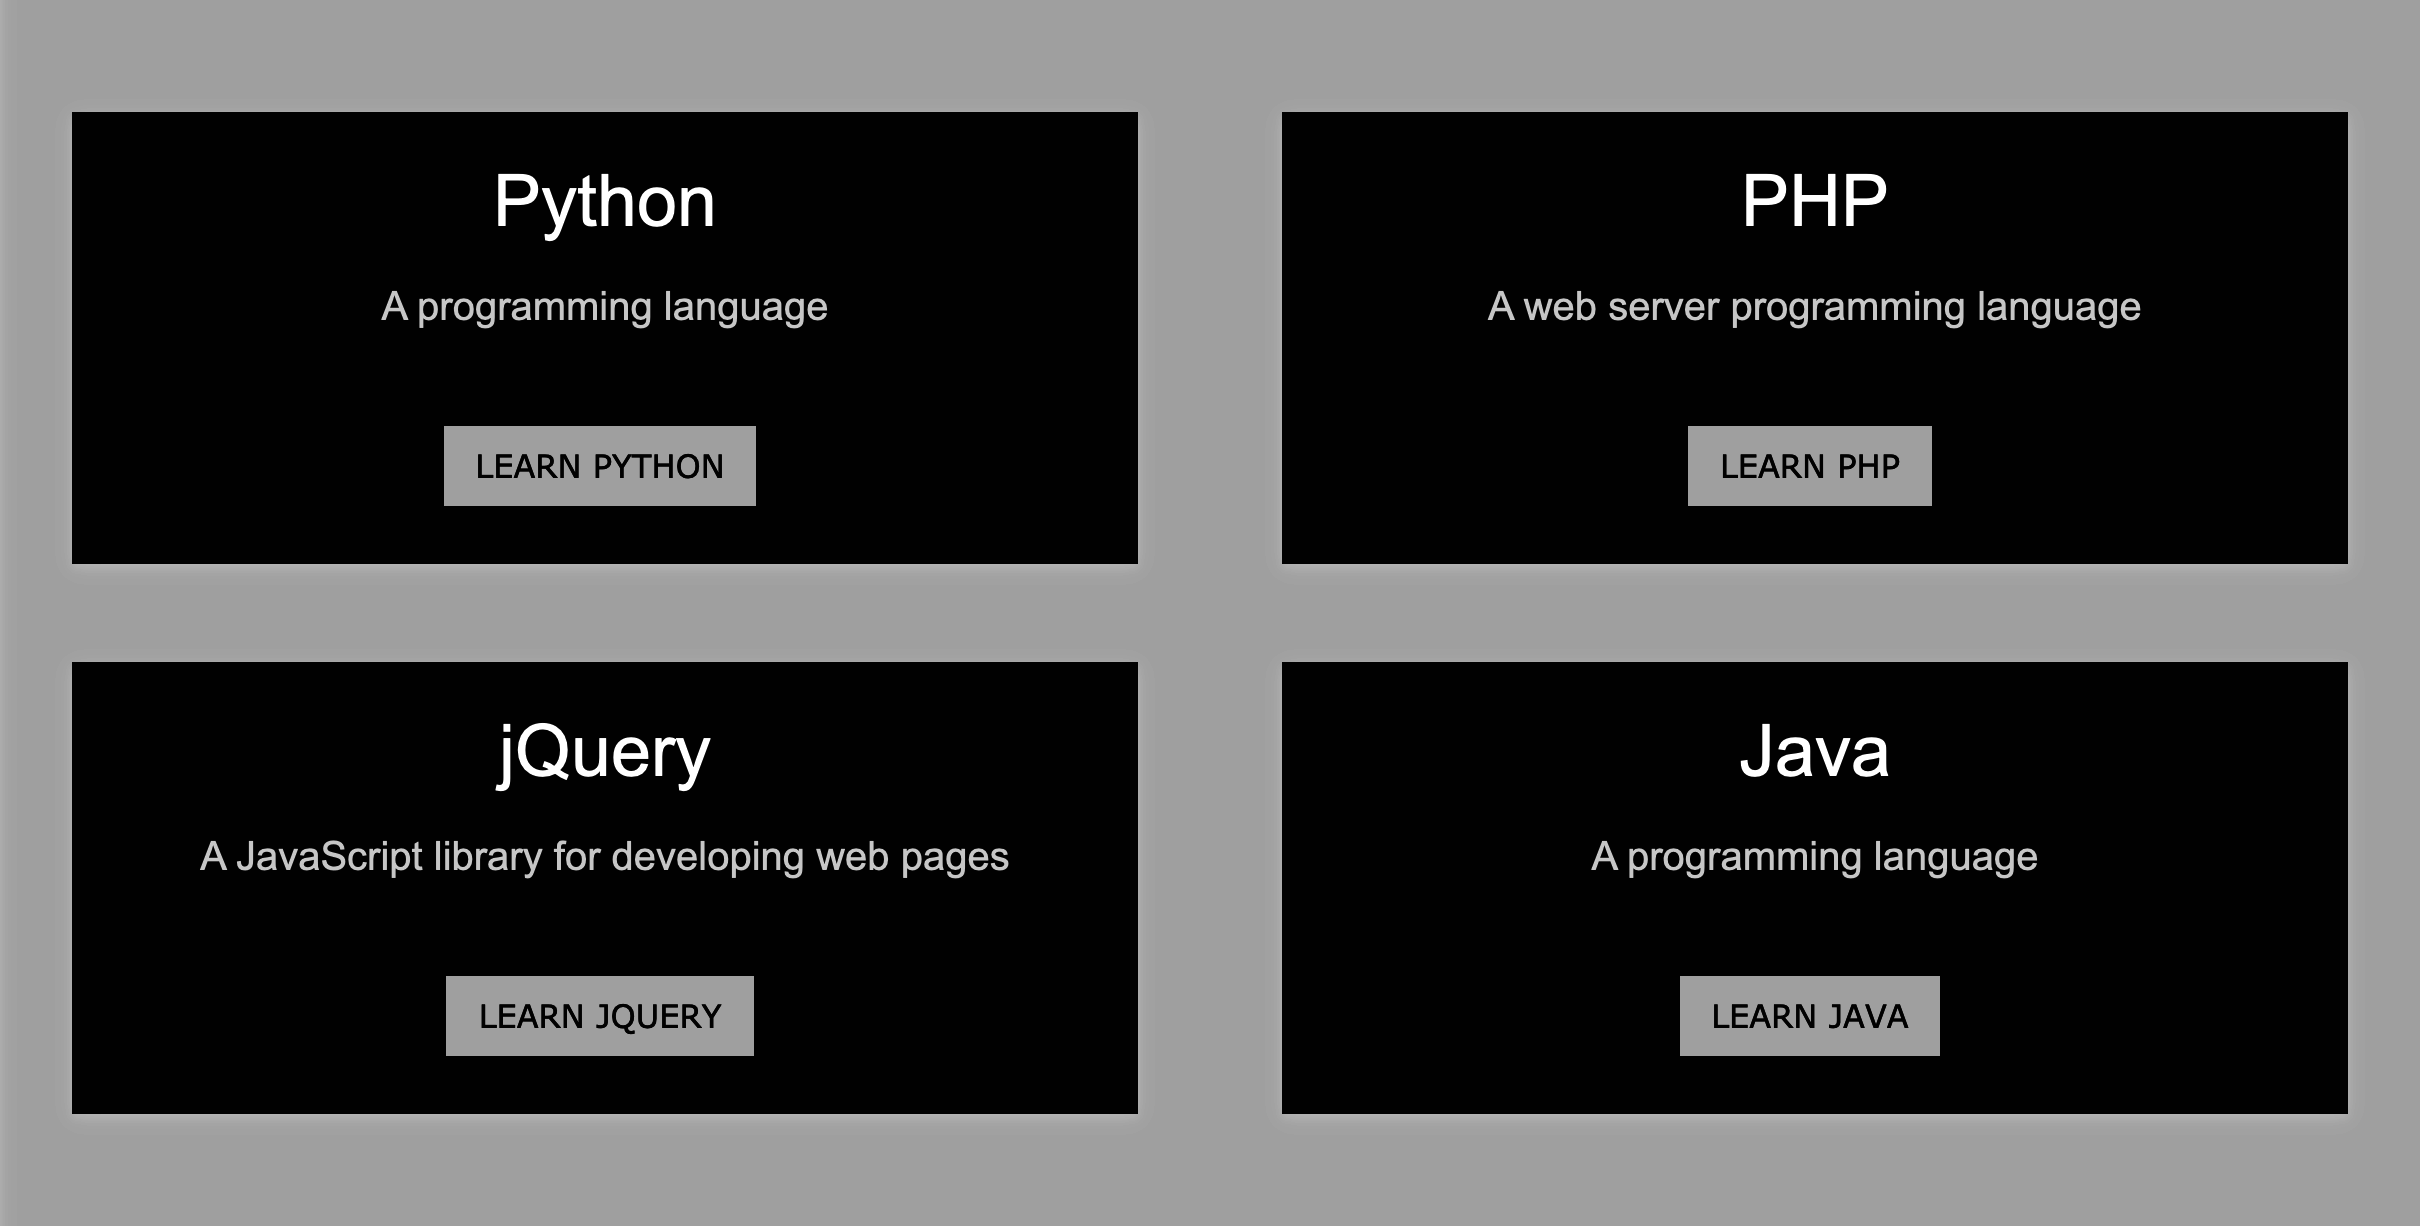 Python
A programming language
LEARN PYTHON
PHP
A web server programming language
LEARN PHP
jQuery
A JavaScript library for developing web pages
LEARN JQUERY
Java
A programming language
LEARN JAVA